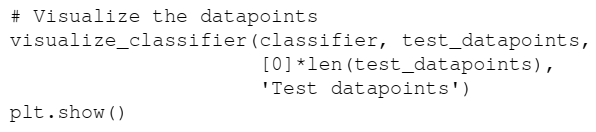 # Visualize the datapoints
visualize_classifier(classifier, test_datapoints,
                     [0]*len(test_datapoints),
                     'Test datapoints')
plt.show()